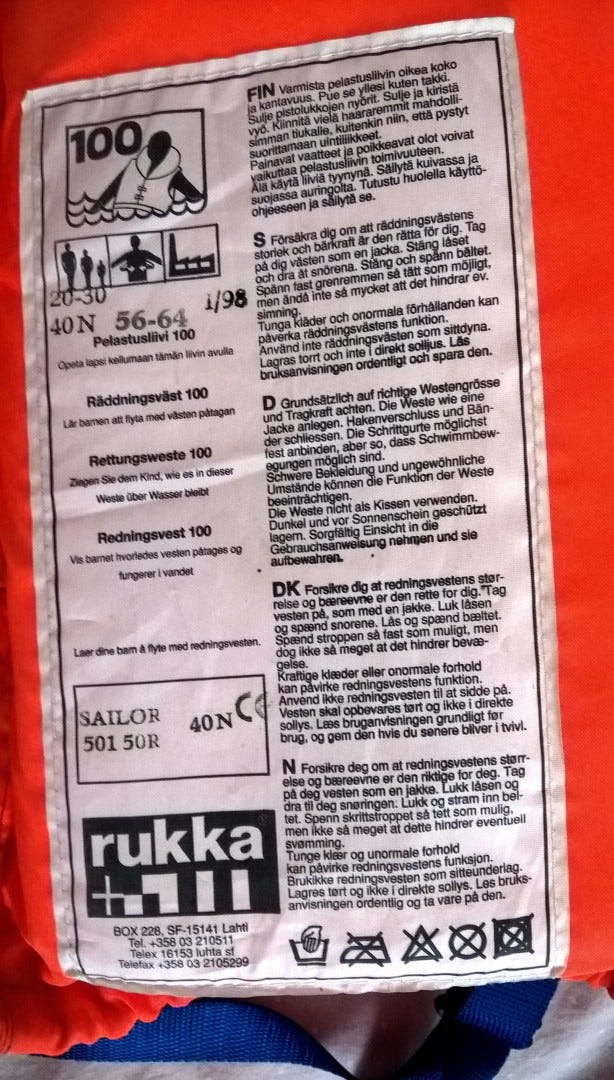 100
20-30
40N 56-64 1/98
Pelastusliivi 100
Opeta lapsi kellumaan tämän liivin avulla
Räddningsväst 100
Lär barnen att flyta med västen påtagan
Rettungsweste 100
Ziegen Sie dem Kind, wie es in dieser
Weste über Wasser bleibt
Redningsvest 100
Vis barnet hvorledes vesten påtages og
fungerer i vandet
Laer dine barn å flyte med redningsvesten.
SAILOR
501 50R
40N CE
rukka
BOX 228, SF-15141 Lahti
Tel. +358 03 210511
Telex 16153 luhta sf
Telefax +358 03 2105299
FIN Varmista pelastusliivin oikea koko
ja kantavuus. Pue se yllesi kuten takki.
Sulje pistolukkojen nyörit. Sulje ja kiristä
vyö. Kiinnitä vielä haararemmit mahdolli-
simman tiukalle, kuitenkin niin, että pystyt
suorittamaan uintiliikkeet.
Painavat vaatteet ja poikkeavat olot voivat
vaikuttaa pelastusliivin toimivuuteen.
Älä käytä liiviä tyynynä. Säilytä kuivassa ja
suojassa auringolta. Tutustu huolella käyttö-
ohjeeseen ja säilytä se.
S Försäkra dig om att räddningsvästens
storlek och bärkraft är den rätta för dig. Tag
på dig västen som en jacka. Stäng låset
och dra åt snörena. Stäng och spänn bältet.
Spänn fast grenremmen så tätt som möjligt,
men ändå inte så mycket att det hindrar ev.
simning.
Tunga kläder och onormala förhållanden kan
påverka räddningsvästens funktion.
Använd inte räddningsvästen som sittdyna.
Lagras torrt och inte i direkt solljus. Läs
bruksanvisningen ordentligt och spara den.
D Grundsätzlich auf richtige Westengrösse
und Tragkraft achten. Die Weste wie eine
Jacke anlegen. Hakenverschluss und Bän-
der schliessen. Die Schrittgurte möglichst
fest anbinden, aber so, dass Schwimmbew-
egungen möglich sind.
Schwere Bekleidung und ungewöhnliche
Umstände können die Funktion der Weste
beeinträchtigen.
Die Weste nicht als Kissen verwenden.
Dunkel und vor Sonnenschein geschützt
lagern. Sorgfältig Einsicht in die
Gebrauchsanweisung nehmen und sie
aufbewahren.
DK Forsikre dig at redningsvestens stør-
relse og bæreevne er den rette for dig. Tag
vesten på, som med en jakke. Luk låsen
og spænd snorene. Lås og spænd bæltet.
Spænd stroppen så fast som muligt, men
dog ikke så meget at det hindrer bevæ-
gelse.
Kraftige klæder eller onormale forhold
kan påvirke redningsvestens funktion.
Anvend ikke redningsvesten til at sidde på.
Vesten skal opbevares tørt og ikke i direkte
sollys. Læs bruganvisningen grundigt før
brug, og gem den hvis du senere bliver i tvivl.
N Forsikre deg om at redningsvestens størr-
else og bæreevne er den riktige for deg. Tag
på deg vesten som en jakke. Lukk låsen og
dra til deg snøringen. Lukk og stram inn bel-
tet. Spenn skrittstroppet så tett som mulig,
men ikke så meget at dette hindrer eventuell
svømming.
Tunge klær og unormale forhold
kan påvirke redningsvestens funksjon.
Brukikke redningsvesten som sitteunderlag.
Lagres tørt og ikke i direkte sollys. Les bruks-
anvisningen ordentlig og ta vare på den.